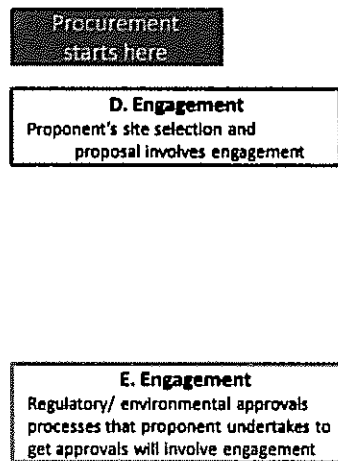 Procurement
starts here
D. Engagement
Proponent's site selection and
proposal involves engagement
E. Engagement
Regulatory/ environmental approvals
processes that proponent undertakes to
get approvals will involve engagement